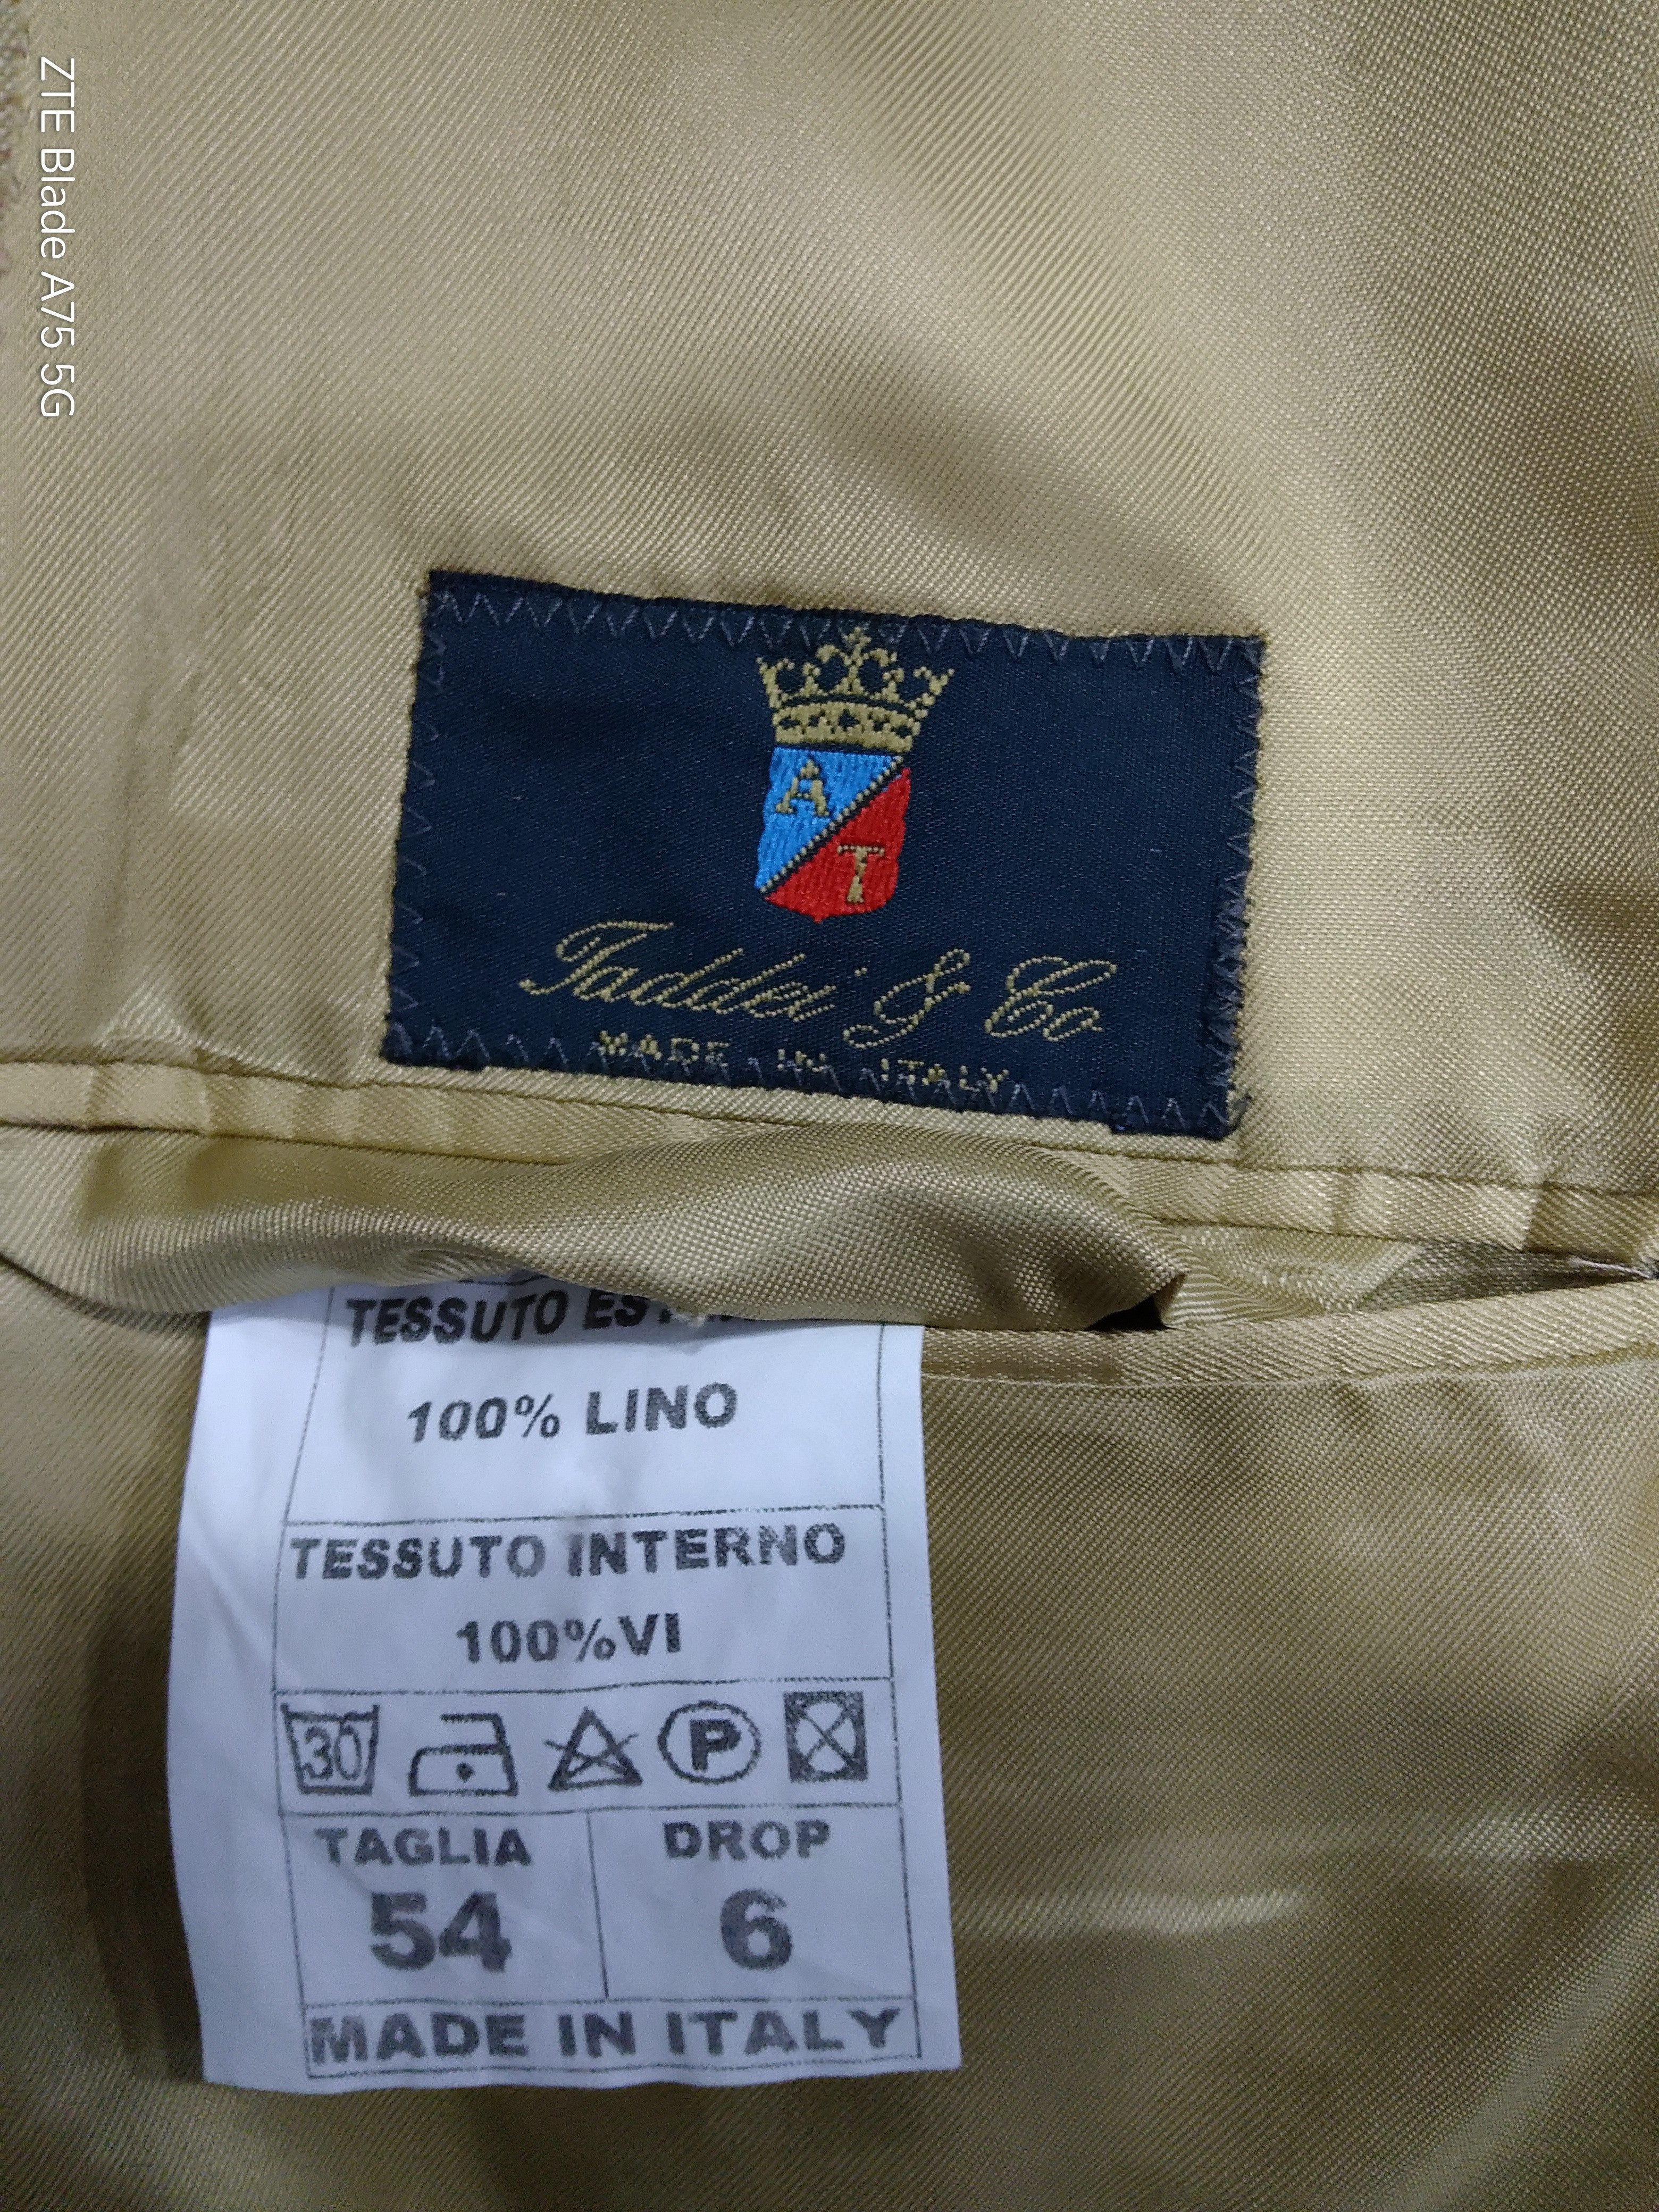 ZTE Blade A75 5G
A
T
Taddei & Co
MADE IN ITALY
TESSUTO
100% LINO
TESSUTO INTERNO
100%VI
30 P
TAGLIA DROP
54 6
MADE IN ITALY